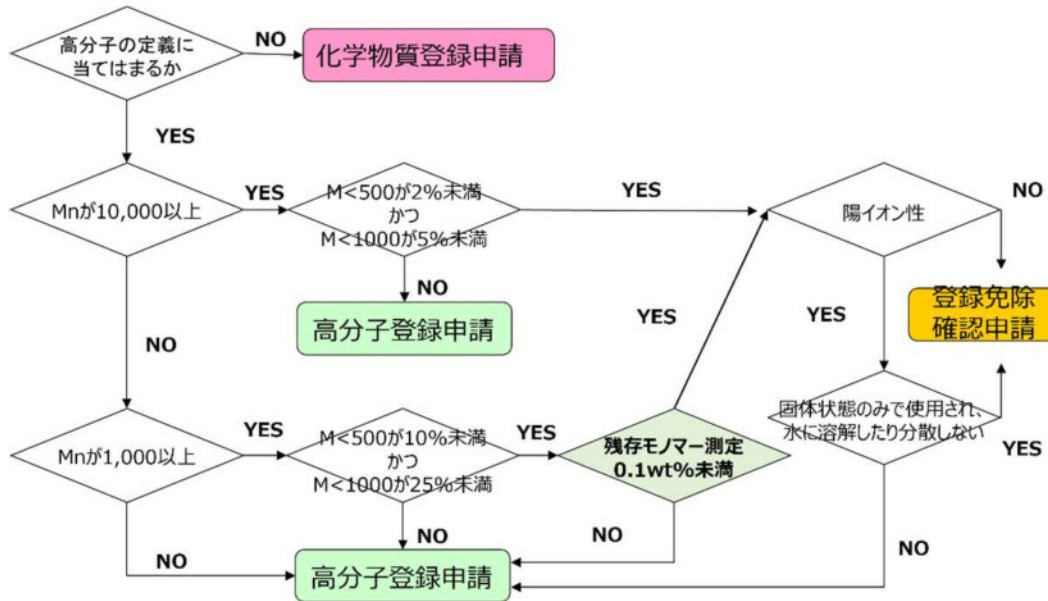 高分子の定義に
当てはまるか
NO
化学物質登録申請
YES
Mnが10,000以上
YES
M<500が2%未満
かつ
M<1000が5%未満
YES
陽イオン性
NO
NO
高分子登録申請
NO
YES
YES
登録免除
確認申請
Mnが1,000以上
YES
M<500が10%未満
かつ
M<1000が25%未満
YES
残存モノマー測定
0.1wt%未満
固体状態のみで使用され、
水に溶解したり分散しない
YES
NO
NO
NO
NO
高分子登録申請